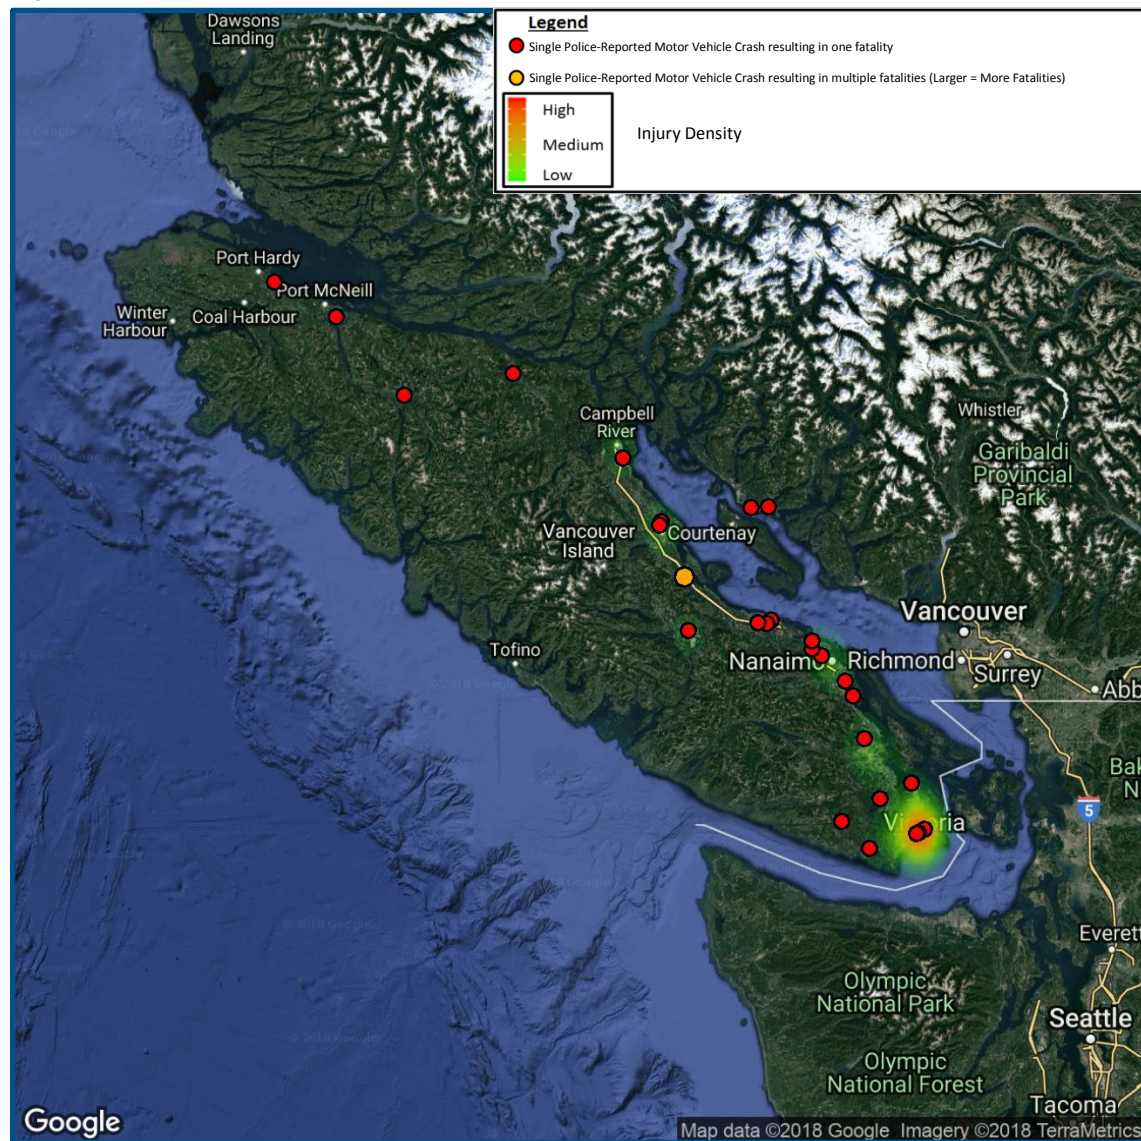 Dawsons
Landing
Legend
Single Police-Reported Motor Vehicle Crash resulting in one fatality
Single Police-Reported Motor Vehicle Crash resulting in multiple fatalities (Larger = More Fatalities)
High
Medium
Low
Injury Density
Port Hardy
Port McNeill
Winter
Harbour
Coal Harbour
Campbell
River
Whistler
Garibaldi
Provincial
Park
Vancouver
Island
Courtenay
Vancouver
Tofino
Nanaimo
Richmond
Surrey
Abb
Bak
N
5
Victoria
Everett
Olympic
National Park
Seattle
Olympic
National Forest
Tacoma
Google
Map data ©2018 Google Imagery ©2018 TerraMetrics